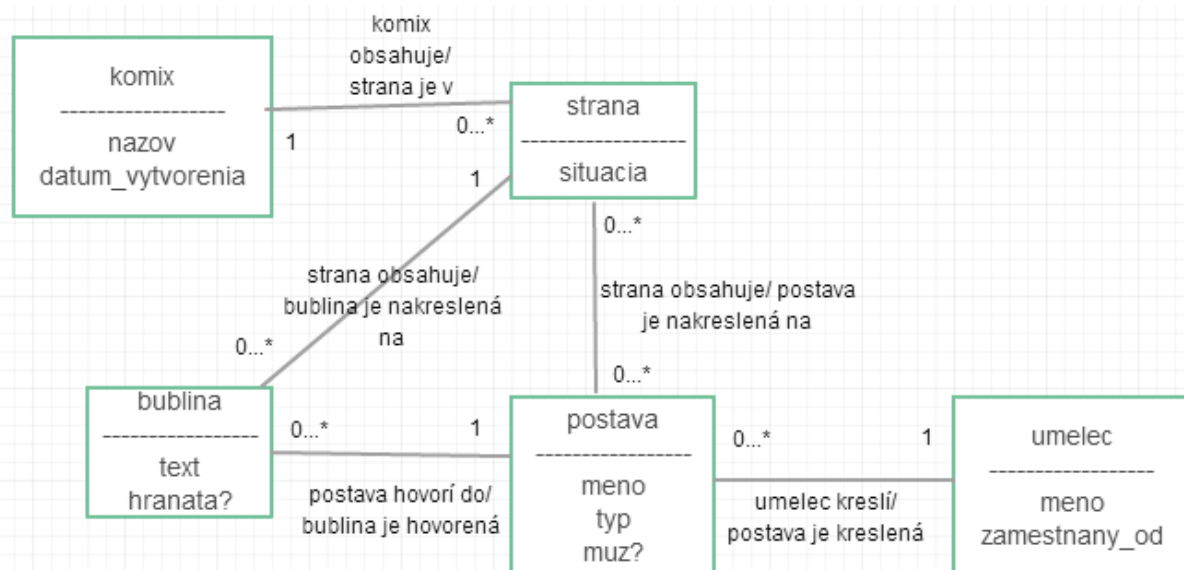 komix
obsahuje/
strana je v
komix
------------------
nazov
datum_vytvorenia
1
0...*
strana
------------------
situacia
1
0...*
strana obsahuje/
bublina je nakreslená
na
0...*
strana obsahuje/ postava
je nakreslená na
0...*
bublina
-----------------
text
hranata?
0...*
1
postava hovorí do/
bublina je hovorená
postava
-----------------
meno
typ
muz?
0...*
1
umelec kreslí/
postava je kreslená
umelec
------------------
meno
zamestnany_od